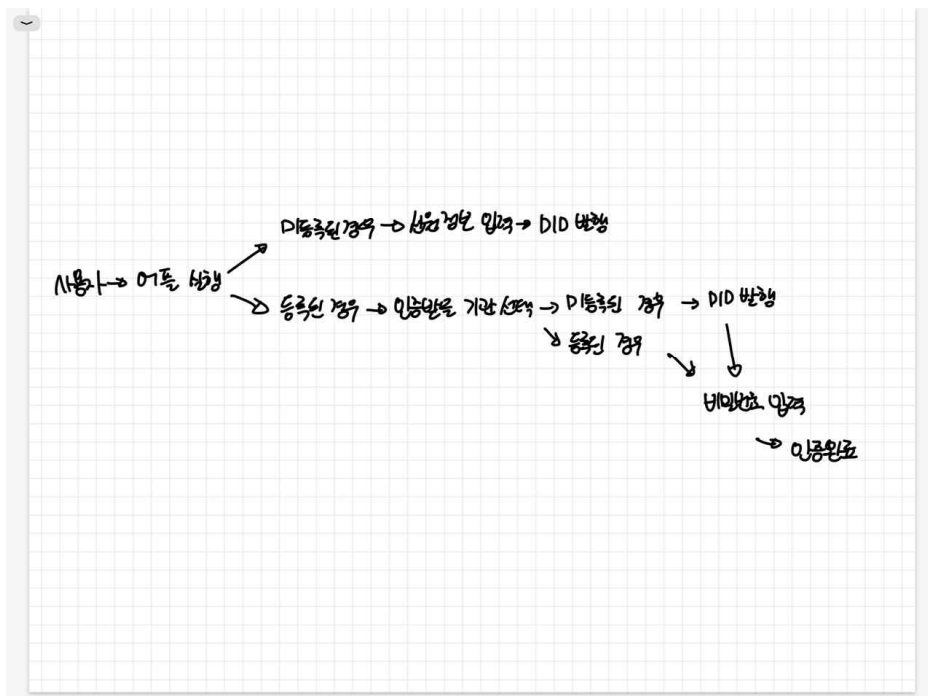 미등록된 경우 → 신원정보 입력 → DID 발행
사용자 → 어플 실행
등록된 경우 → 인증받을 기관 선택 → 미등록된 경우 → DID 발행
등록된 경우
비밀번호 입력
→ 인증완료